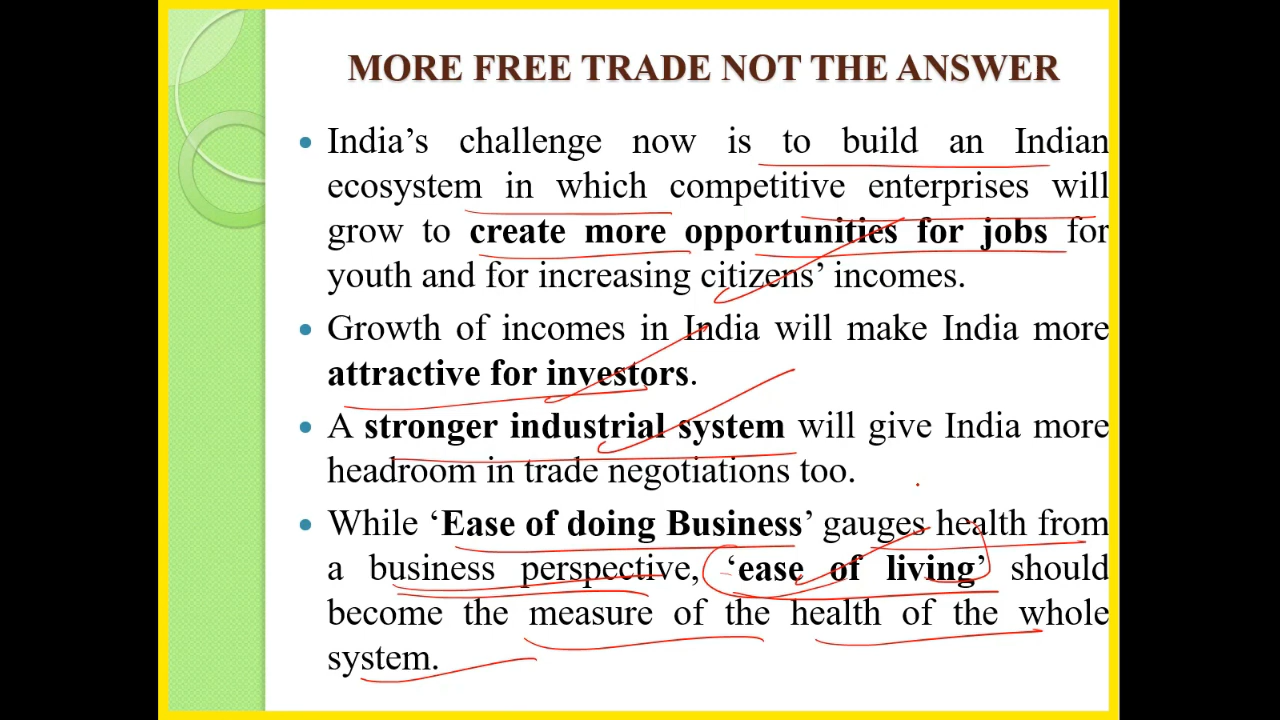 MORE FREE TRADE NOT THE ANSWER
• India’s challenge now is to build an Indian
ecosystem in which competitive enterprises will
grow to create more opportunities for jobs for
youth and for increasing citizens’ incomes.
• Growth of incomes in India will make India more
attractive for investors.
• A stronger industrial system will give India more
headroom in trade negotiations too.
• While ‘Ease of doing Business’ gauges health from
a business perspective, ‘ease of living’ should
become the measure of the health of the whole
system.